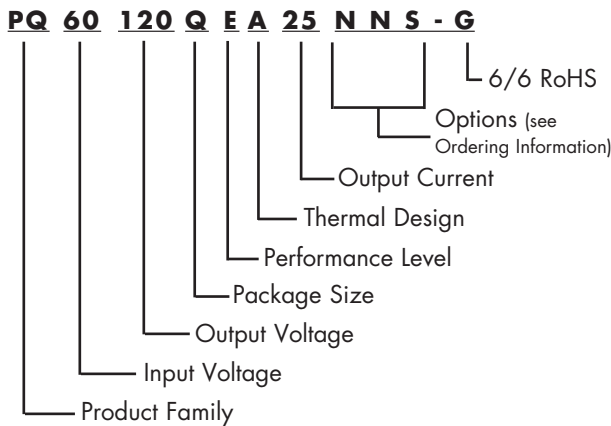 PQ 60 120 Q E A 25 N N S - G
6/6 RoHS
Options (see
Ordering Information)
Output Current
Thermal Design
Performance Level
Package Size
Output Voltage
Input Voltage
Product Family